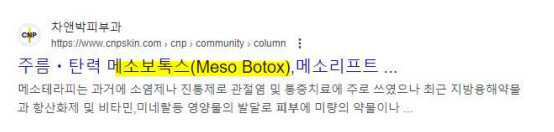 CNP
차앤박피부과
https://www.cnpskin.com › cnp › community › column ⋮
주름 • 탄력 메소보톡스(Meso Botox),메소리프트 ...
메소테라피는 과거에 소염제나 진통제로 관절염 및 통증치료에 주로 쓰였으나 최근 지방용해약물
과 항산화제 및 비타민,미네랄등 영양물의 발달로 피부에 미량의 약물이나 ...